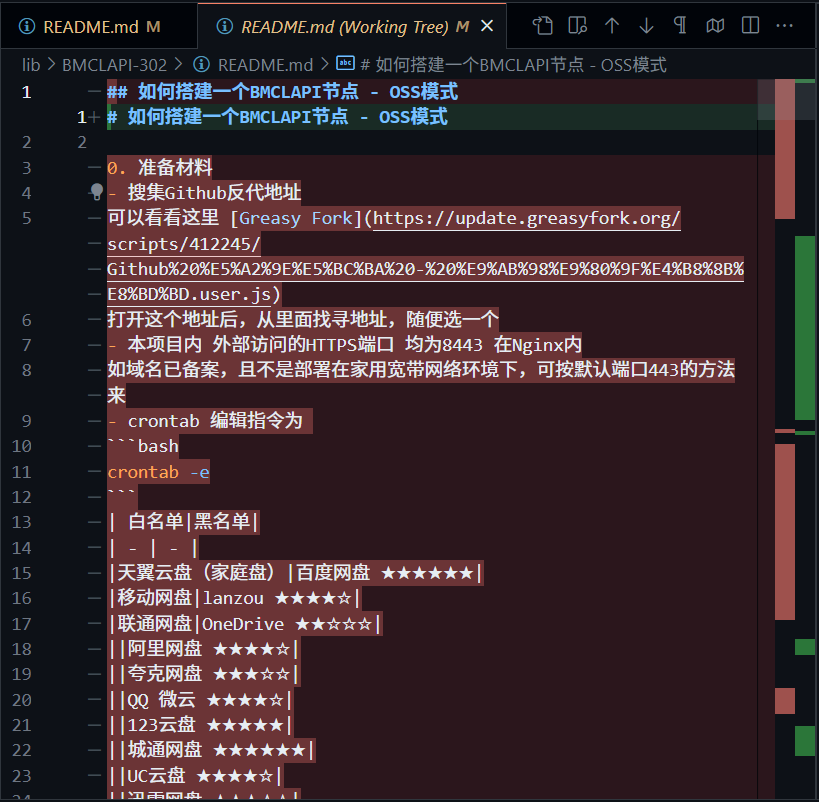 README.md M
README.md (Working Tree) M
lib > BMCLAPI-302 > README.md > abc # 如何搭建一个BMCLAPI节点 - OSS模式
1 — ## 如何搭建一个BMCLAPI节点 - OSS模式
1+ # 如何搭建一个BMCLAPI节点 - OSS模式
2 2
3 — 0. 准备材料
4 — - 搜集Github反代地址
5 — 可以看看这里 [Greasy Fork](https://update.greasyfork.org/
— scripts/412245/
— Github%20%E5%A2%9E%E5%BC%BA%20-%20%E9%AB%98%E9%80%9F%E4%B8%8B%
— E8%BD%BD.user.js)
6 — 打开这个地址后，从里面找寻地址，随便选一个
7 — - 本项目内 外部访问的HTTPS端口 均为8443 在Nginx内
8 — 如域名已备案，且不是部署在家用宽带网络环境下，可按默认端口443的方法
— 来
9 — - crontab 编辑指令为
10 — ```bash
11 — crontab -e
12 — ```
13 — | 白名单|黑名单|
14 — | - | - |
15 — |天翼云盘（家庭盘）|百度网盘 ★★★★★★|
16 — |移动网盘|lanzou ★★★★☆|
17 — |联通网盘|OneDrive ★★☆☆☆|
18 — ||阿里网盘 ★★★★☆|
19 — ||夸克网盘 ★★★☆☆|
20 — ||QQ 微云 ★★★★☆|
21 — ||123云盘 ★★★★★|
22 — ||城通网盘 ★★★★★★|
23 — ||UC云盘 ★★★★☆|